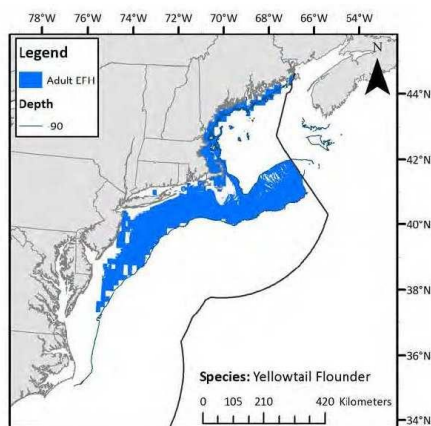 78°W 76°W 74°W 72°W 70°W 68°W 66°W 64°W
Legend
Adult EFH
Depth
-90
N
44°N
42°N
40°N
38°N
36°N
34°N
Species: Yellowtail Flounder
0 105 210 420 Kilometers